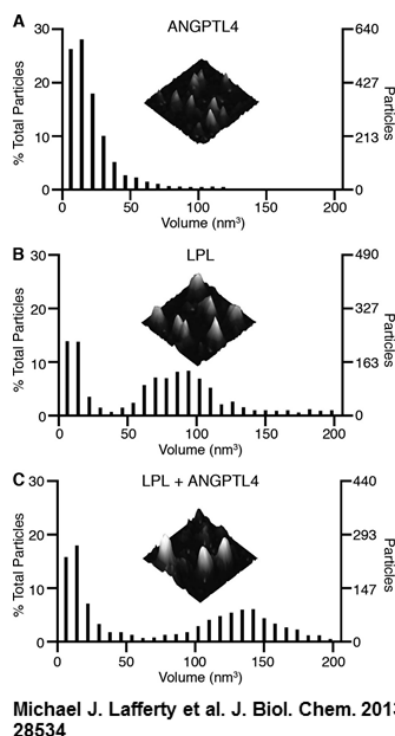 A
ANGPTL4
30
20
10
0
% Total Particles
640
427
213
0
Particles
0 50 100 150 200
Volume (nm³)
B
LPL
30
20
10
0
% Total Particles
490
327
163
0
Particles
0 50 100 150 200
Volume (nm³)
C
LPL + ANGPTL4
30
20
10
0
% Total Particles
440
293
147
0
Particles
0 50 100 150 200
Volume (nm³)
Michael J. Lafferty et al. J. Biol. Chem. 201
28534